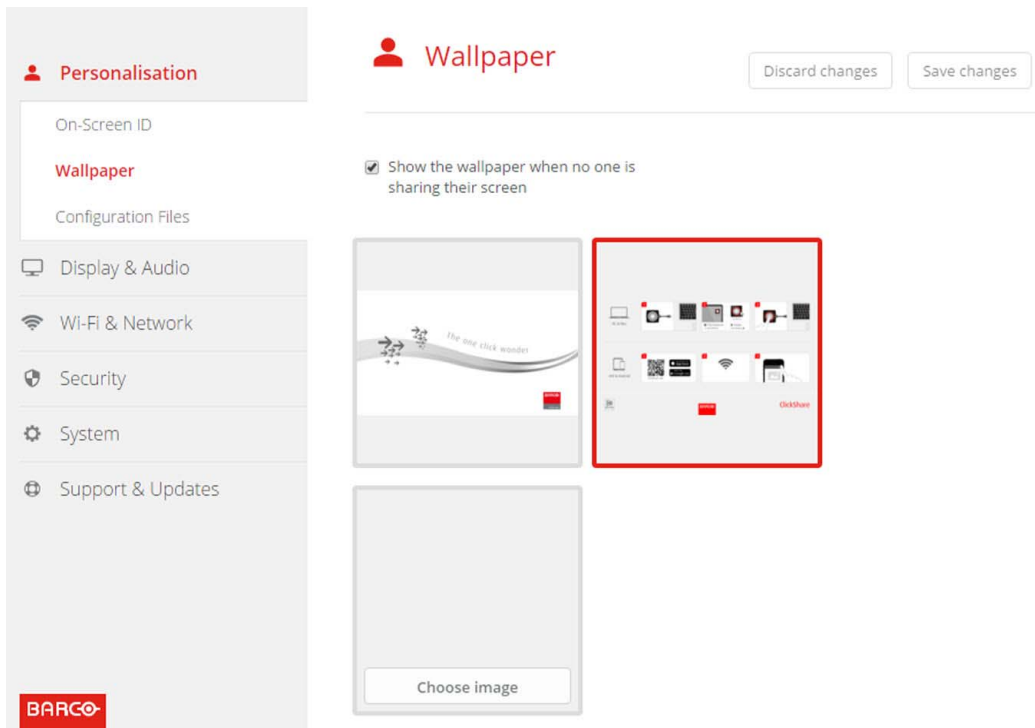 Personalisation
On-Screen ID
Wallpaper
Configuration Files
Display & Audio
Wi-Fi & Network
Security
System
Support & Updates
BARCO
Wallpaper
Discard changes
Save changes
Show the wallpaper when no one is
sharing their screen
the one click wonder
ClickShare
Choose image